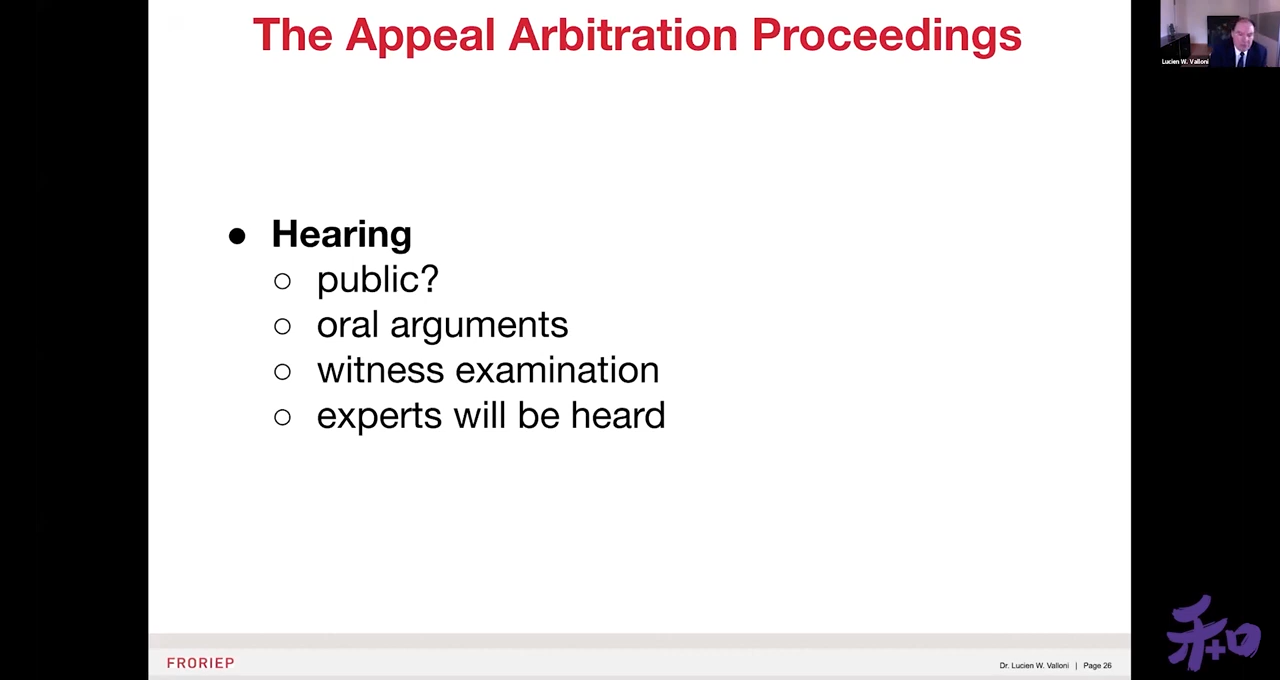 The Appeal Arbitration Proceedings
Lucien W. Valloni
● Hearing
○ public?
○ oral arguments
○ witness examination
○ experts will be heard
FRORIEP
Dr. Lucien W. Valloni | Page 26
和